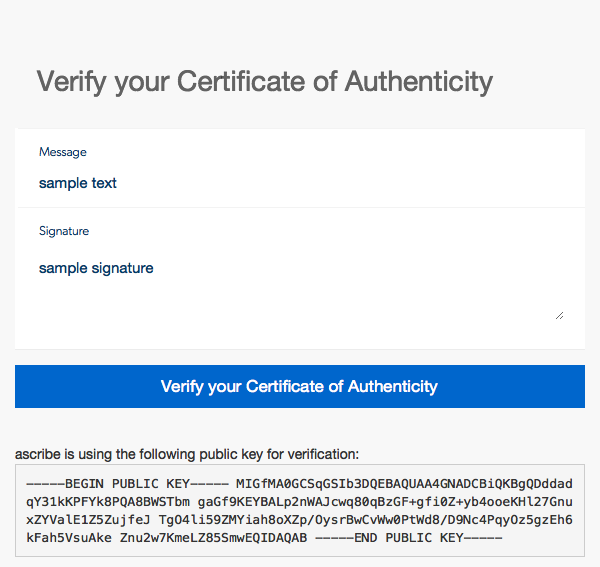 Verify your Certificate of Authenticity
Message
sample text
Signature
sample signature
Verify your Certificate of Authenticity
ascribe is using the following public key for verification:
-----BEGIN PUBLIC KEY----- MIGfMA0GCSqGSIb3DQEBAQUAA4GNADCBiQKBgQDddad
qY31kKPFYk8PQA8BWSTbm gaGf9KEYBALp2nWAJcwq80qBzGF+gfi0Z+yb4ooeKHl27Gnu
xZYValE1Z5ZujfeJ TgO4li59ZMYiah8oXZp/OysrBwCvWw0PtWd8/D9Nc4PqyOz5gzEh6
kFah5VsuAke Znu2w7KmeLZ85SmwEQIDAQAB -----END PUBLIC KEY-----